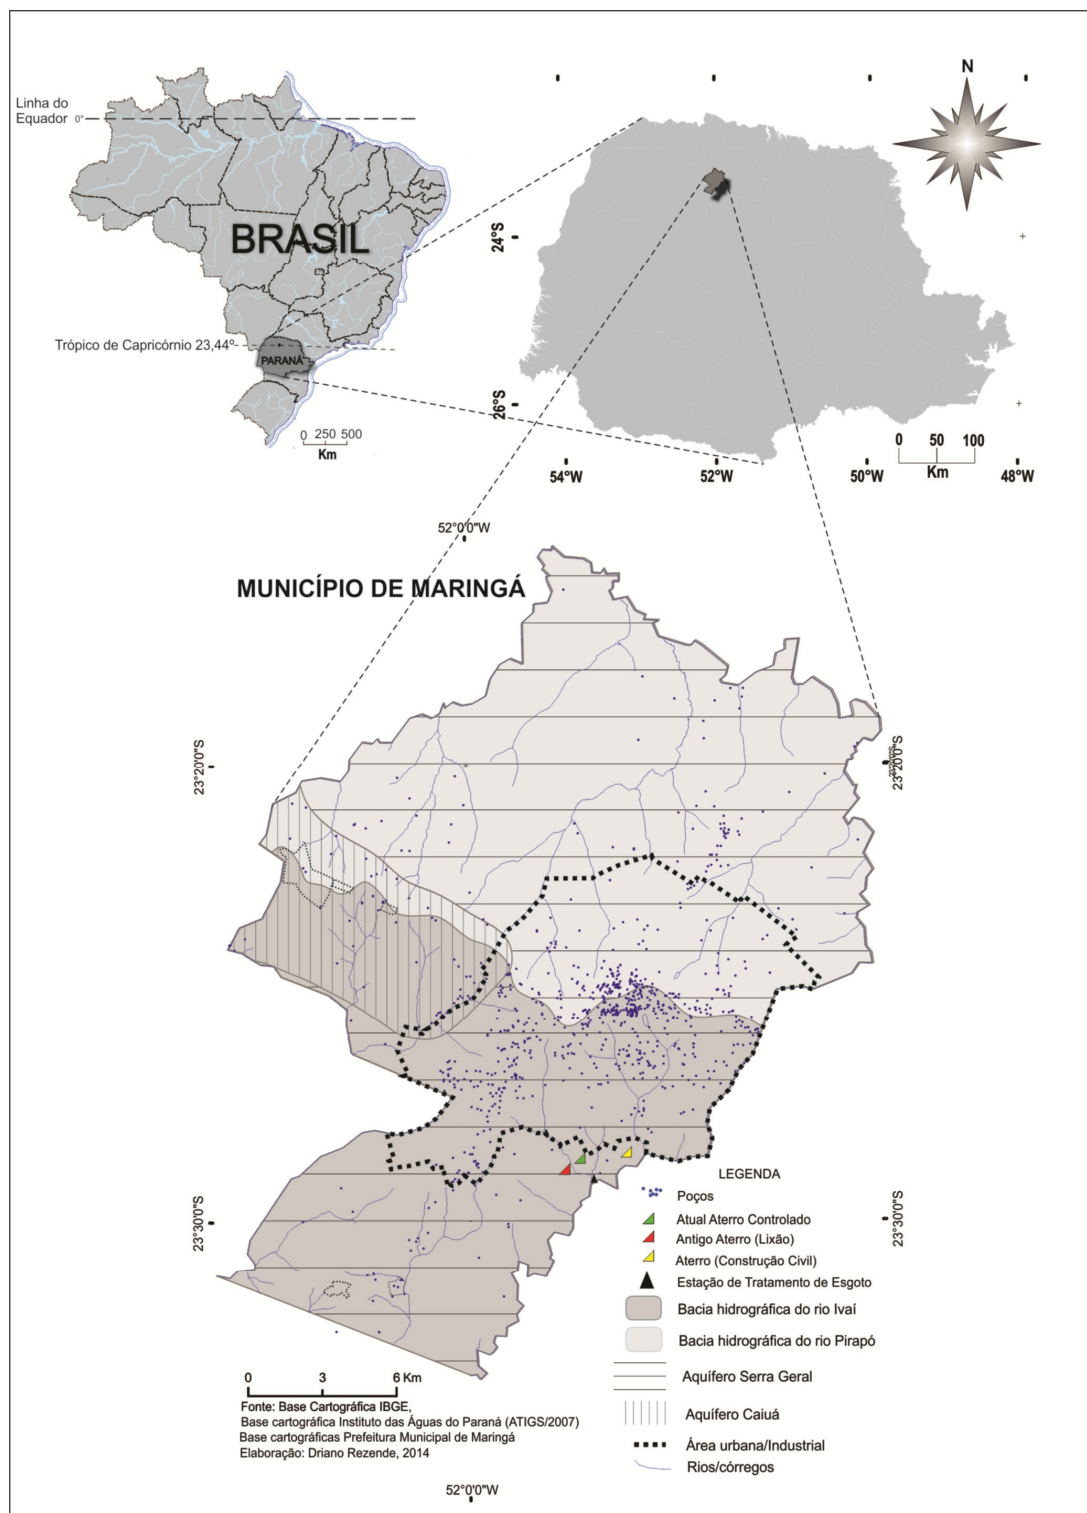 Linha do
Equador 0°
BRASIL
Trópico de Capricórnio 23,44º
PARANÁ
0 250 500
Km
N
24°S
26°S
54°W
52°W
50°W
48°W
0 50 100
Km
52°0'0"W
MUNICÍPIO DE MARINGÁ
23°20'0"S
23°20'0"S
23°30'0"S
23°30'0"S
LEGENDA
Poços
Atual Aterro Controlado
Antigo Aterro (Lixão)
Aterro (Construção Civil)
Estação de Tratamento de Esgoto
Bacia hidrográfica do rio Ivaí
Bacia hidrográfica do rio Pirapó
Aquífero Serra Geral
Aquífero Caiuá
Área urbana/Industrial
Rios/córregos
0 3 6 Km
Fonte: Base Cartográfica IBGE,
Base cartográfica Instituto das Águas do Paraná (ATIGS/2007)
Base cartográficas Prefeitura Municipal de Maringá
Elaboração: Driano Rezende, 2014
52°0'0"W